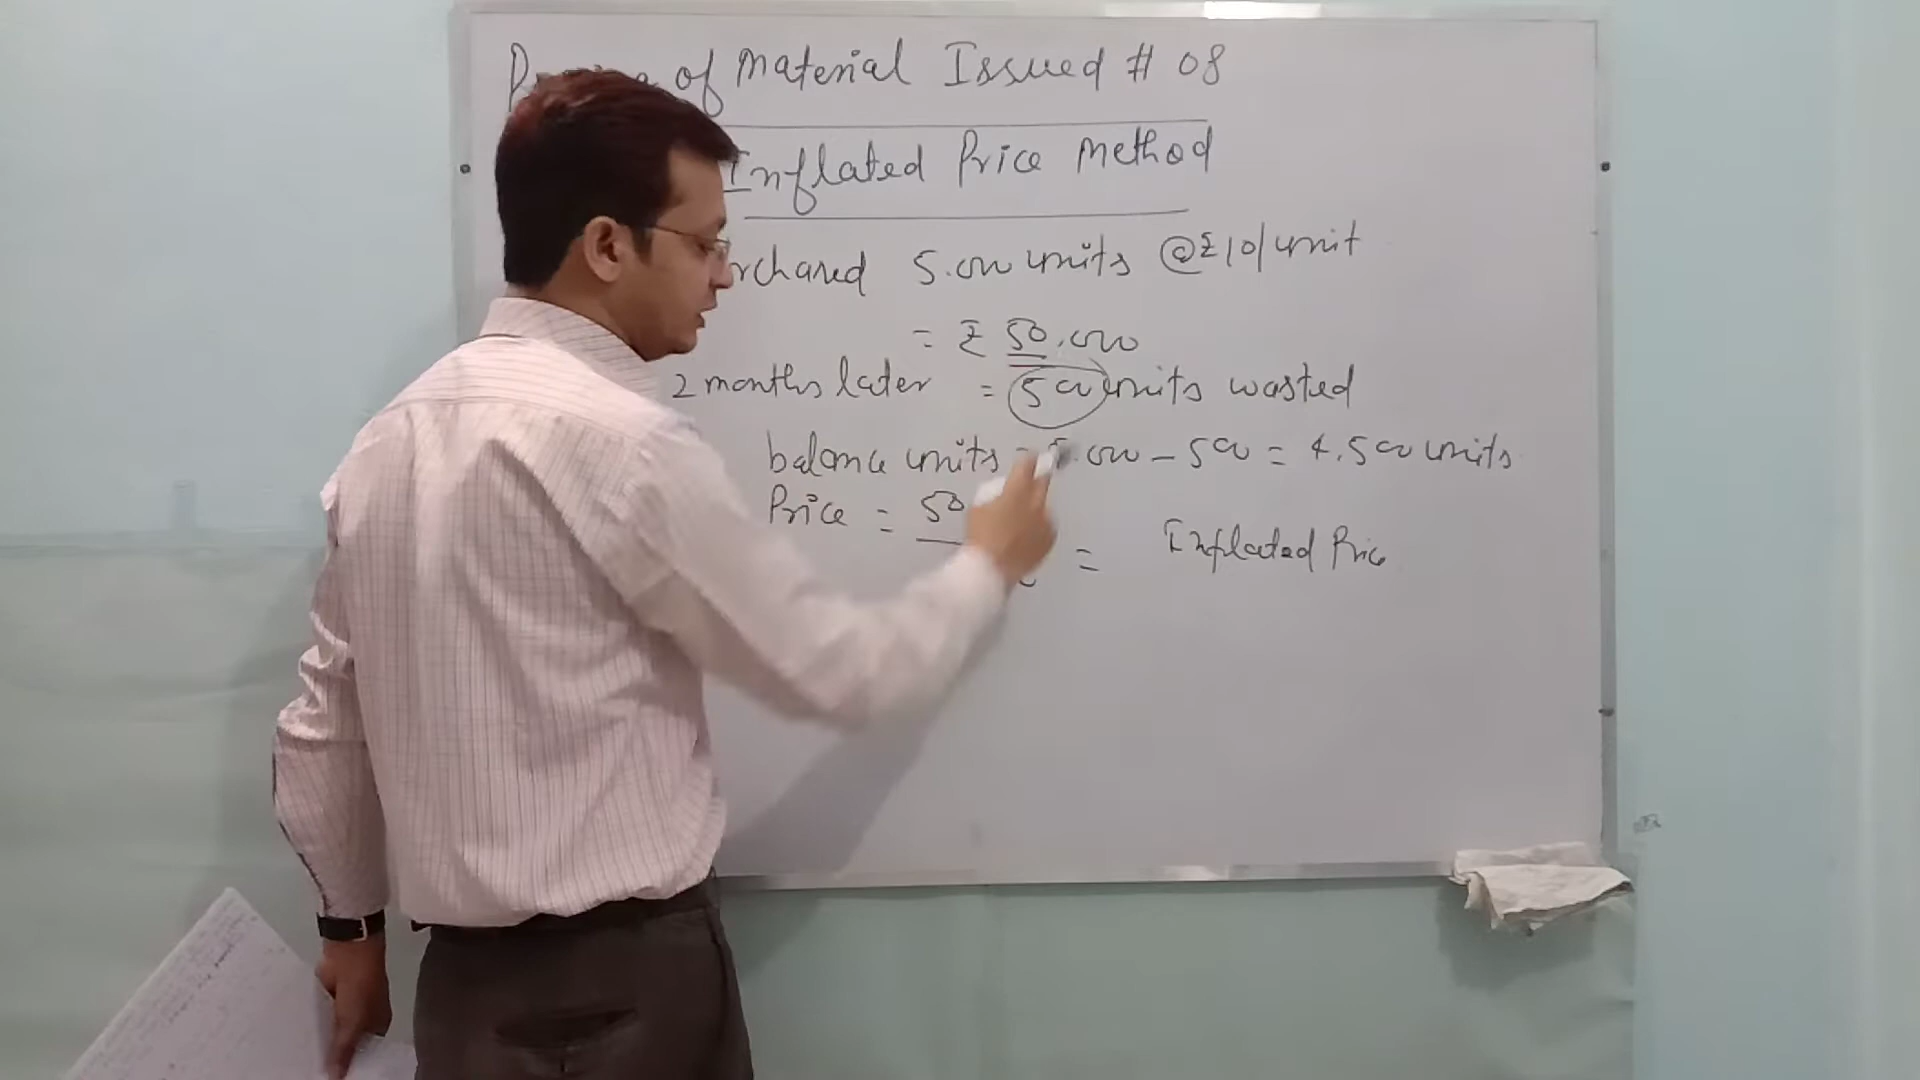 of Material Issued # 08
Inflated Price Method
5.000 units @₹10/unit
= ₹ 50.000
2 months later = 500 units wasted
balance units = 5.000 - 500 = 4.500 units
Price = 50
= Inflated Price